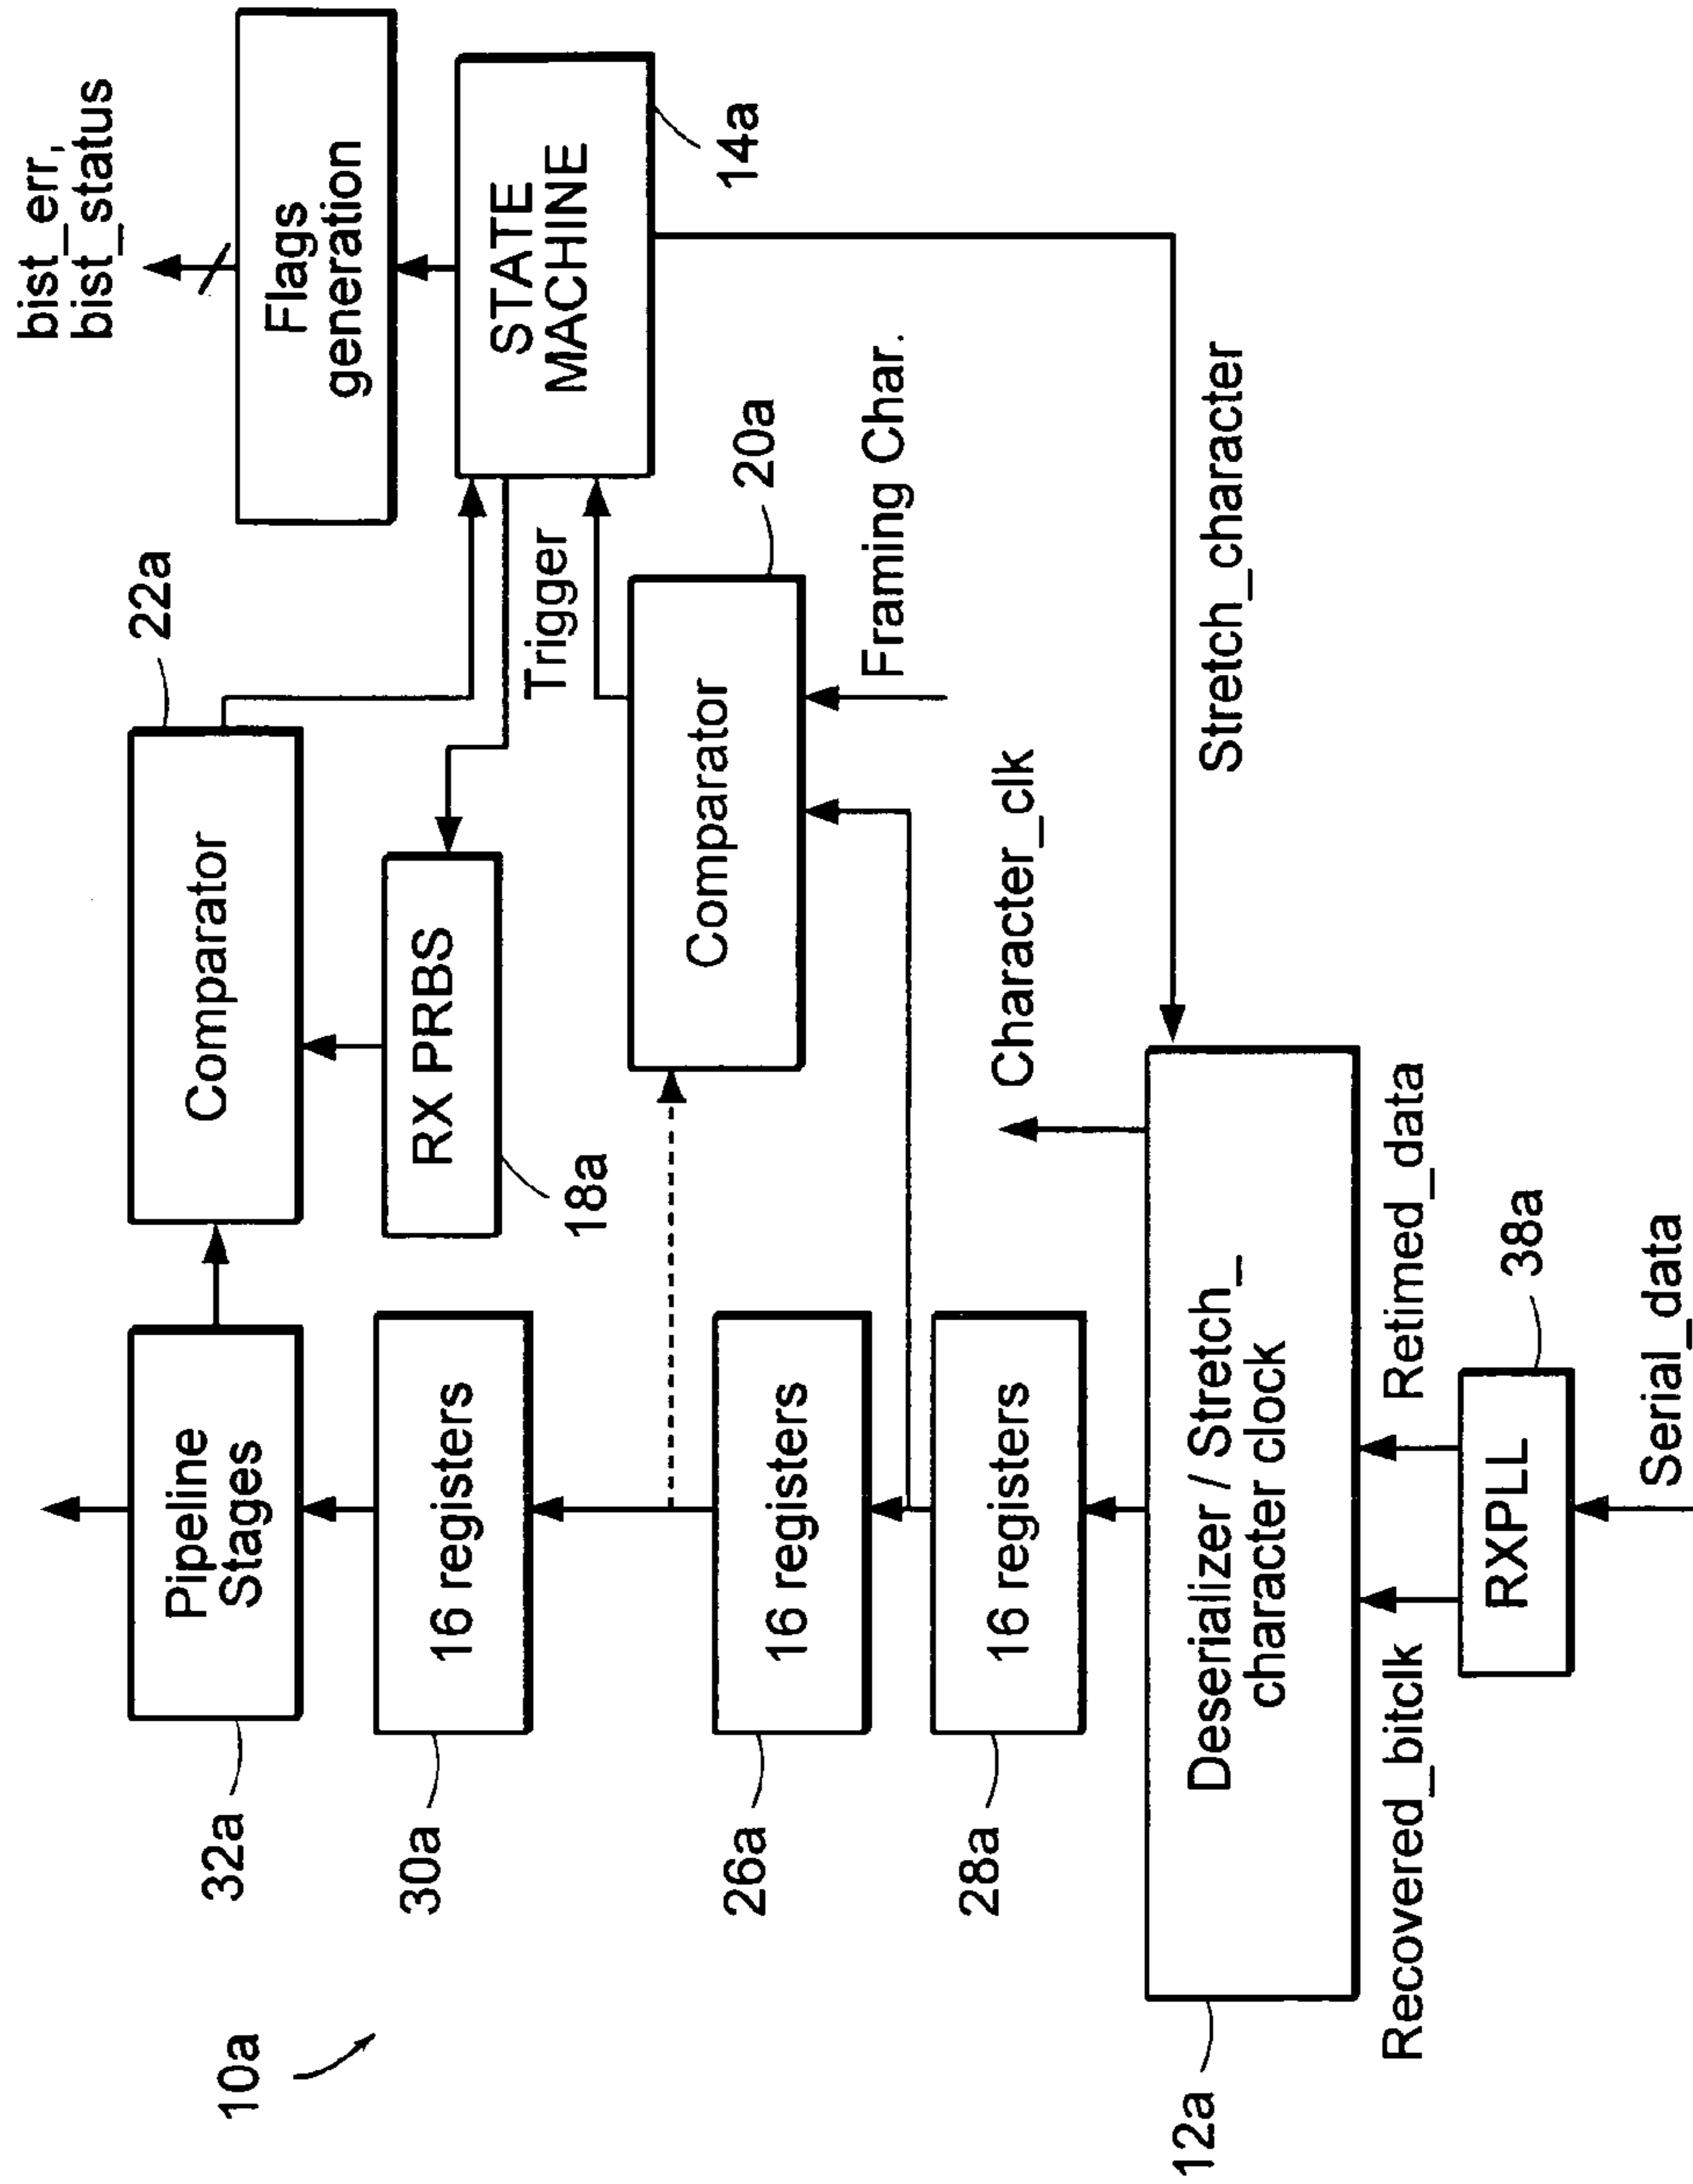 10a
32a
Pipeline
Stages
22a
Comparator
bist_err,
bist_status
Flags
generation
30a
16 registers
RX PRBS
18a
Trigger
STATE
MACHINE
14a
26a
16 registers
Comparator
20a
Framing Char.
28a
16 registers
Character_clk
Stretch_character
12a
Deserializer / Stretch_
character clock
Recovered_bitclk
Retimed_data
RXPLL
38a
Serial_data